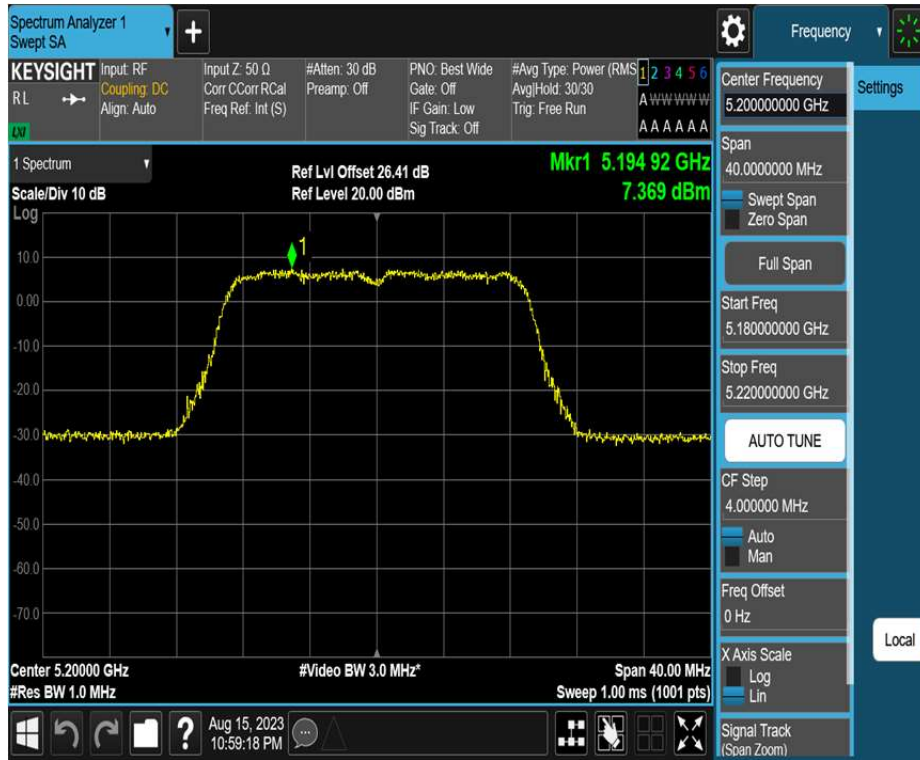 Spectrum Analyzer 1
Swept SA
+
Frequency
KEYSIGHT
RL
LXI
Input: RF
Coupling: DC
Align: Auto
Input Z: 50 Ω
Corr CCorr RCal
Freq Ref: Int (S)
#Atten: 30 dB
Preamp: Off
PNO: Best Wide
Gate: Off
IF Gain: Low
Sig Track: Off
#Avg Type: Power (RMS
Avg|Hold: 30/30
Trig: Free Run
1 2 3 4 5 6
A W W W W W
A A A A A A
1 Spectrum
Scale/Div 10 dB
Log
Ref Lvl Offset 26.41 dB
Ref Level 20.00 dBm
Mkr1 5.194 92 GHz
7.369 dBm
1
10.0
0.00
-10.0
-20.0
-30.0
-40.0
-50.0
-60.0
-70.0
Center 5.20000 GHz
#Res BW 1.0 MHz
#Video BW 3.0 MHz*
Span 40.00 MHz
Sweep 1.00 ms (1001 pts)
?
Aug 15, 2023
10:59:18 PM
Center Frequency
5.20000000 GHz
Span
40.0000000 MHz
Swept Span
Zero Span
Full Span
Start Freq
5.180000000 GHz
Stop Freq
5.220000000 GHz
AUTO TUNE
CF Step
4.000000 MHz
Auto
Man
Freq Offset
0 Hz
X Axis Scale
Log
Lin
Signal Track
(Span Zoom)
Settings
Local